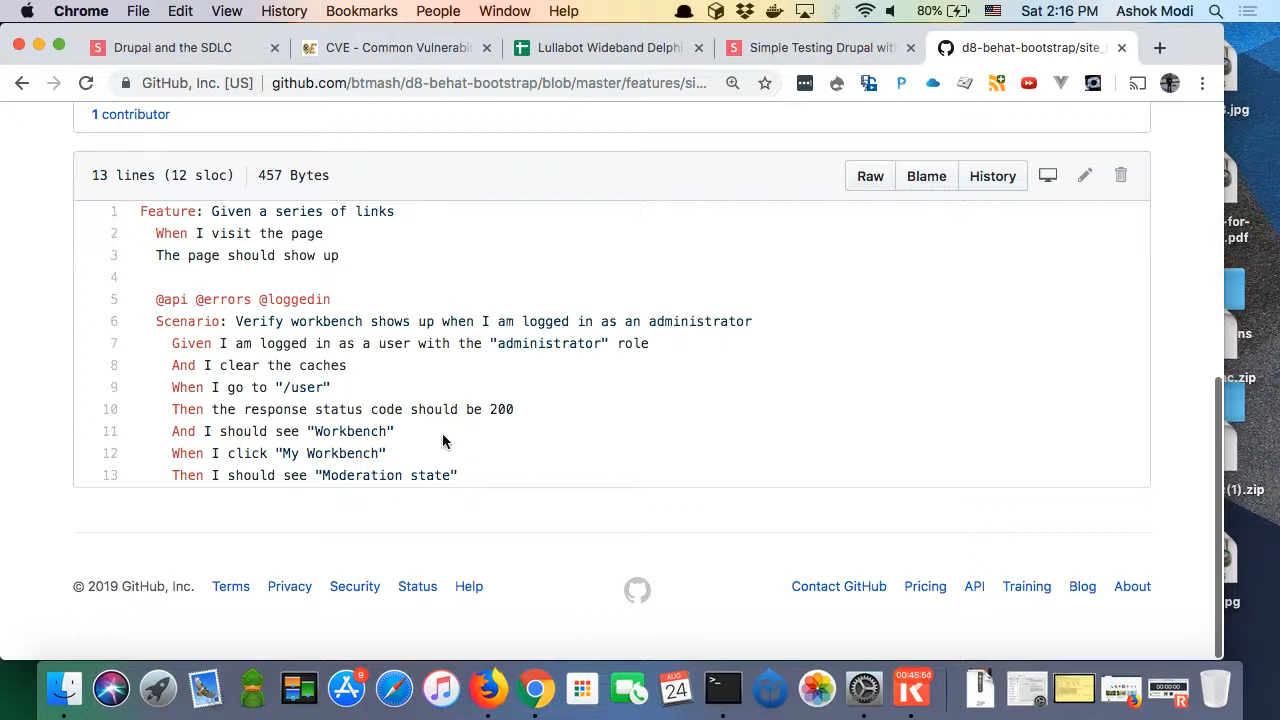 Chrome File Edit View History Bookmarks People Window Help 80% Sat 2:16 PM Ashok Modi
Drupal and the SDLC
CVE - Common Vulnerabi
Lullabot Wideband Delphi
Simple Testing Drupal wit
d8-behat-bootstrap/site_
GitHub, Inc. [US] github.com/btmash/d8-behat-bootstrap/blob/master/features/si...
3.jpg
1 contributor
13 lines (12 sloc) 457 Bytes
Raw Blame History
-for-
.pdf
1 Feature: Given a series of links
2 When I visit the page
3 The page should show up
4
5 @api @errors @loggedin
6 Scenario: Verify workbench shows up when I am logged in as an administrator
7 Given I am logged in as a user with the "administrator" role
8 And I clear the caches
9 When I go to "/user"
10 Then the response status code should be 200
11 And I should see "Workbench"
12 When I click "My Workbench"
13 Then I should see "Moderation state"
ns
c.zip
(1).zip
© 2019 GitHub, Inc. Terms Privacy Security Status Help
Contact GitHub Pricing API Training Blog About
pg
9
AUG
24
00:45:54
ZIP